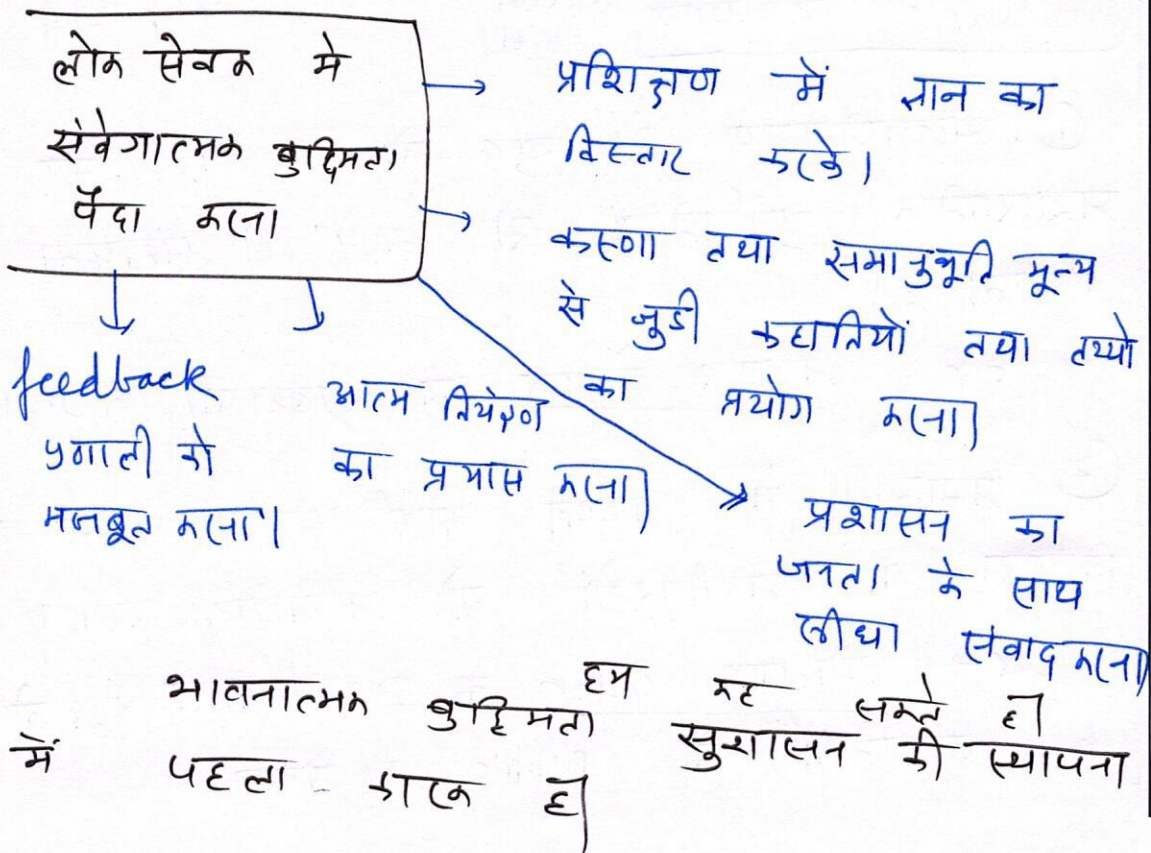 लोक सेवक मे
संवेगात्मक बुद्धिमता
पैदा करना
प्रशिक्षण में ज्ञान का
विस्तार करके।
करुणा तथा समानुभूति मूल्य
से जुडी कहानियों तथा तथ्यो
का प्रयोग करना।
feedback
प्रणाली को
मजबूत करना।
आत्म नियंत्रण
का प्रयास करना।
प्रशासन का
जनता के साथ
सीधा संवाद करना
हम कह सकते है।
भावनात्मक बुद्दिमता सुशासन की स्थापना
में पहला कारक है।